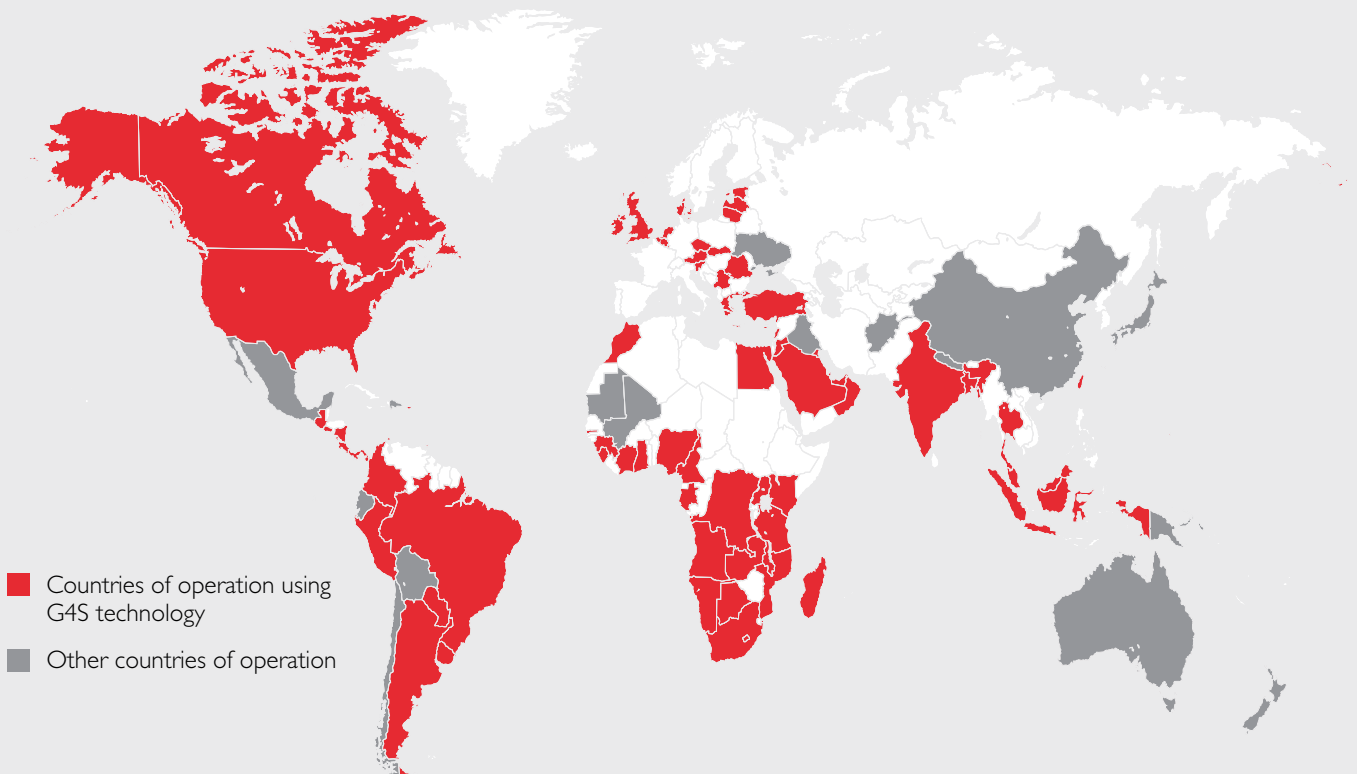 Countries of operation using
G4S technology
Other countries of operation